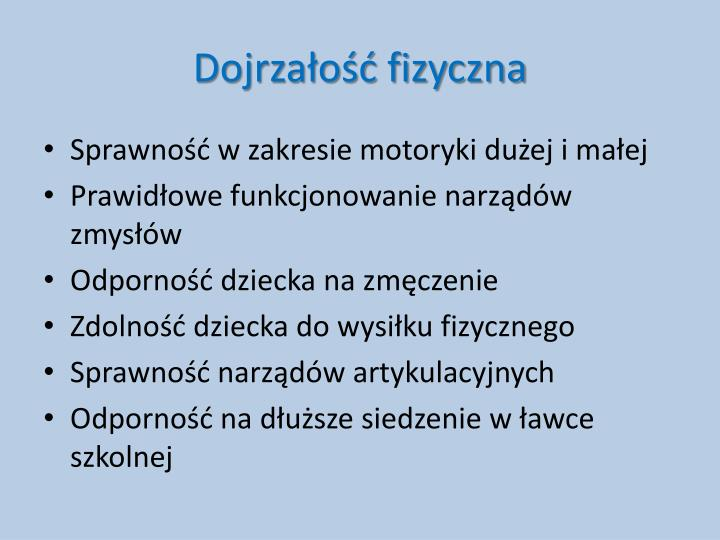 Dojrzałość fizyczna
• Sprawność w zakresie motoryki dużej i małej
• Prawidłowe funkcjonowanie narządów
zmysłów
• Odporność dziecka na zmęczenie
• Zdolność dziecka do wysiłku fizycznego
• Sprawność narządów artykulacyjnych
• Odporność na dłuższe siedzenie w ławce
szkolnej